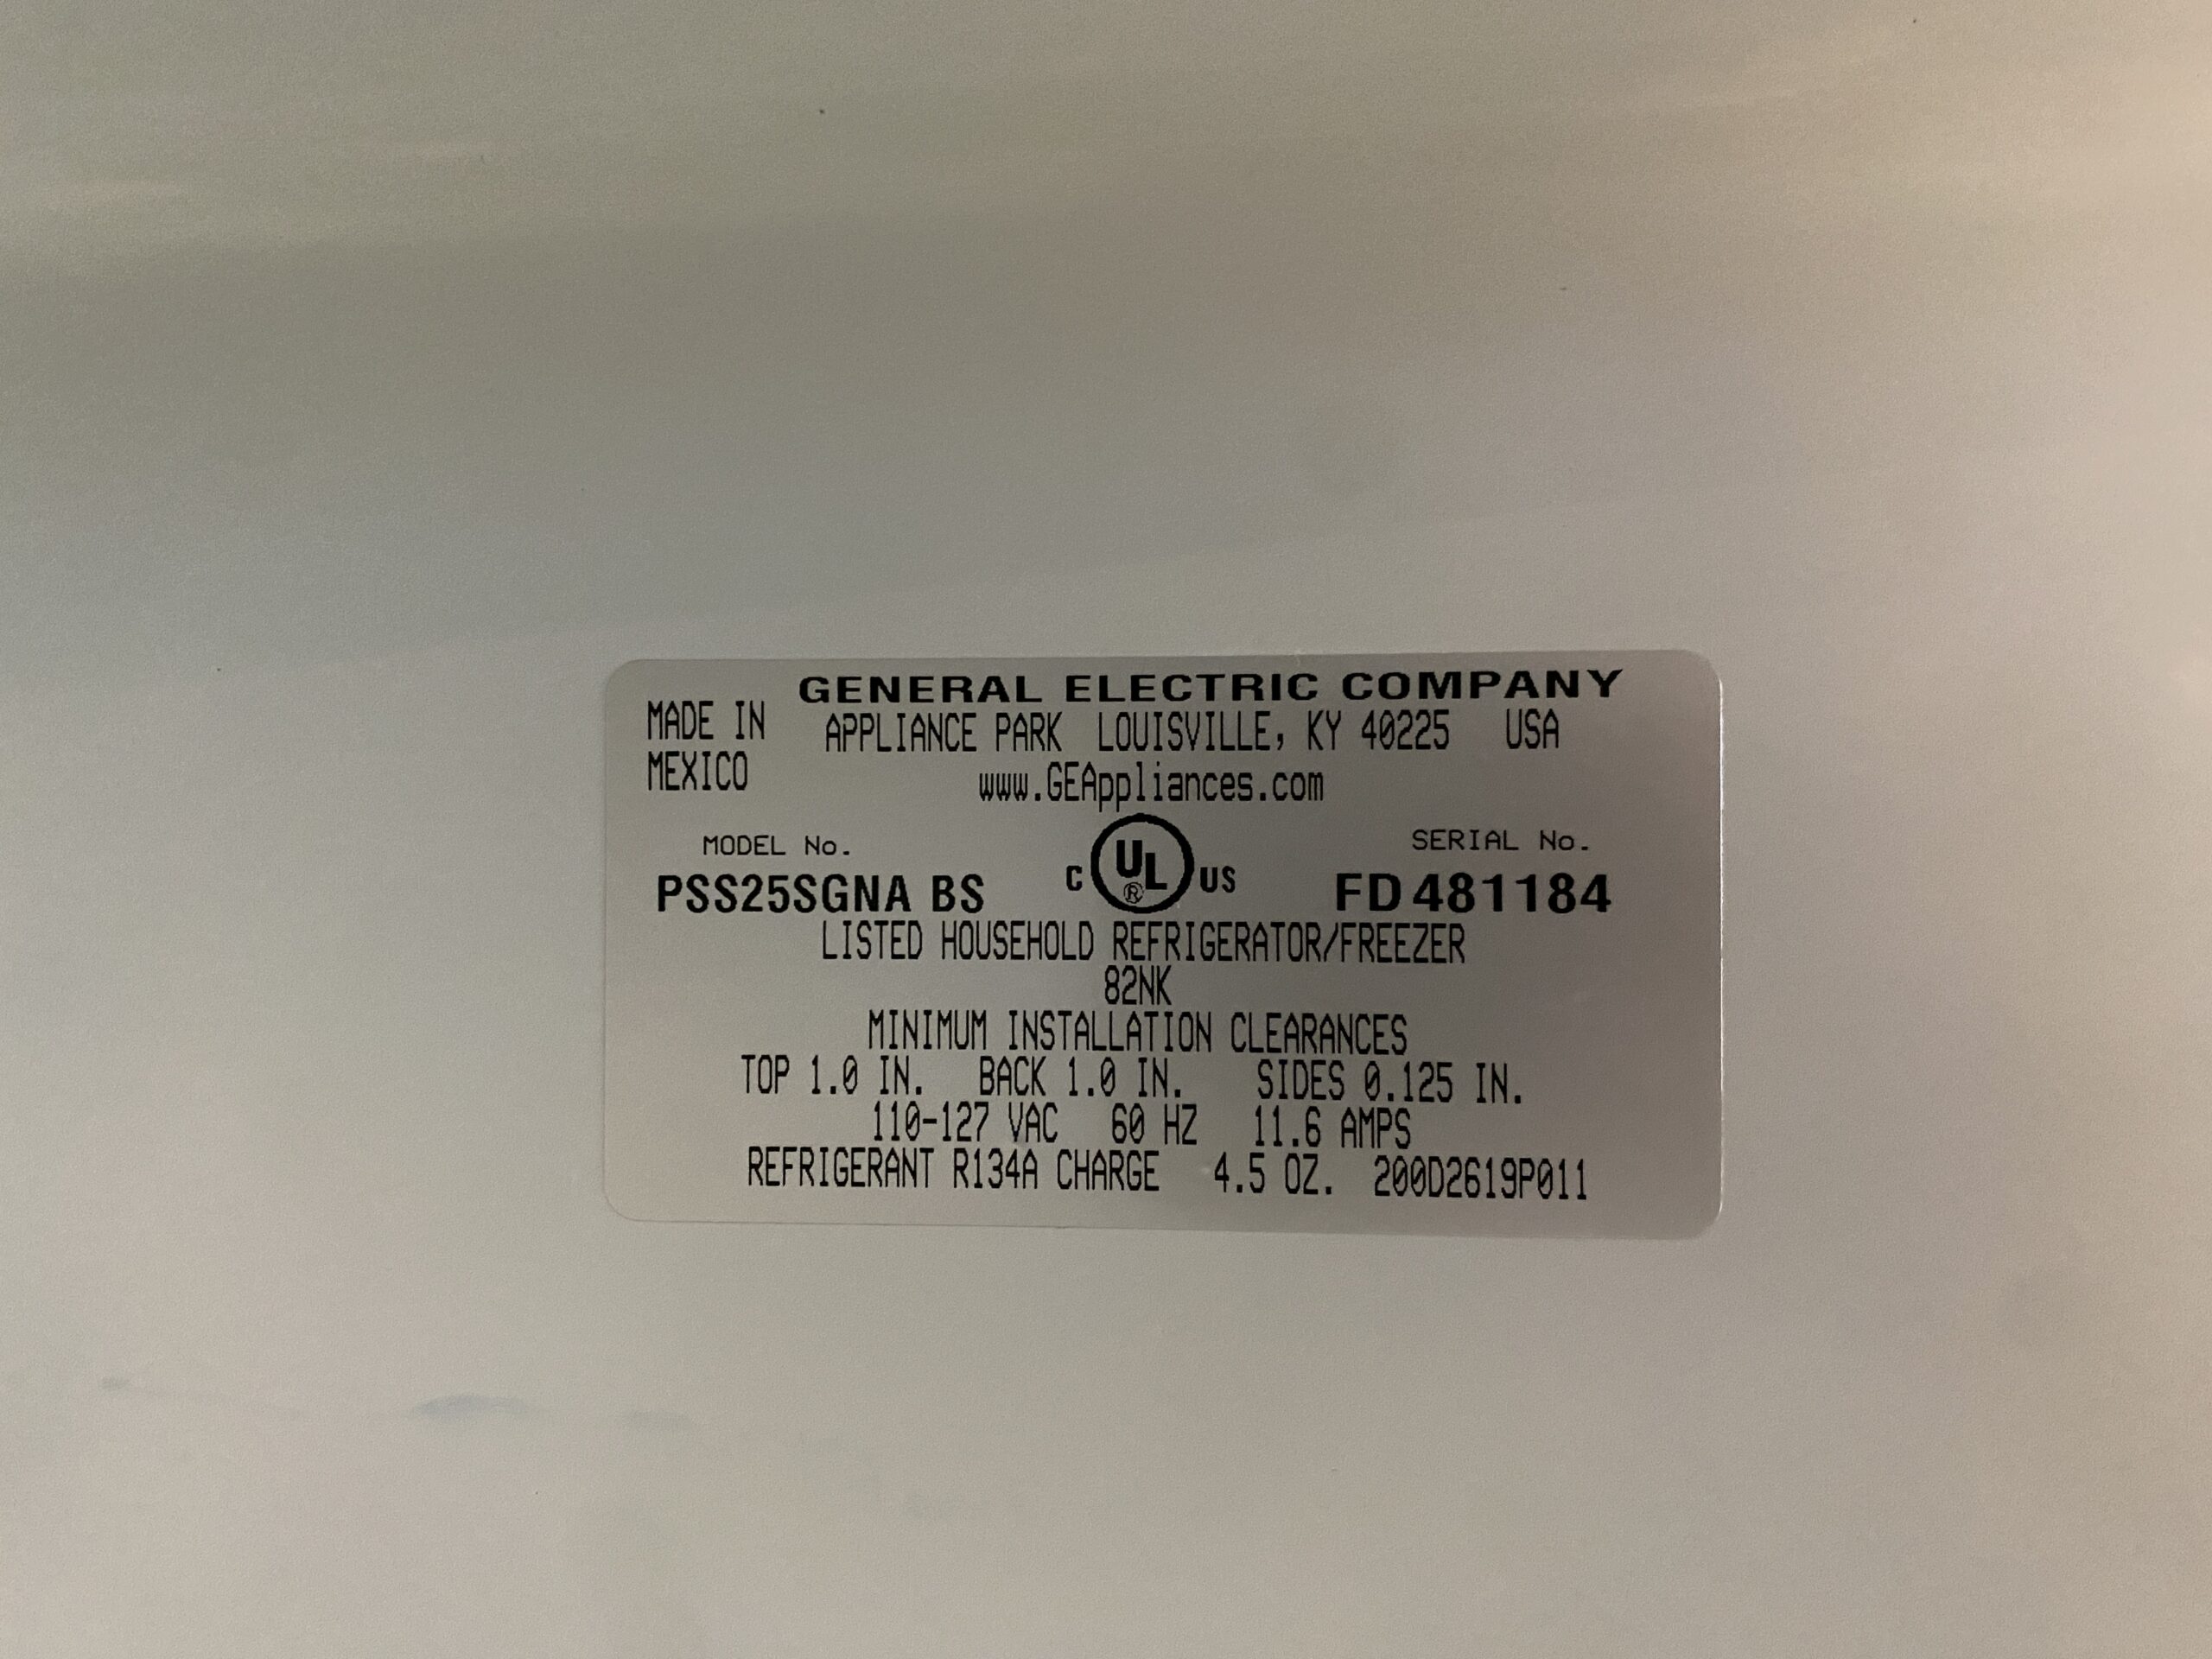 GENERAL ELECTRIC COMPANY
MADE IN APPLIANCE PARK LOUISVILLE, KY 40225 USA
MEXICO www.GEAppliances.com
MODEL No. SERIAL No.
PSS25SGNA BS C UL ® US FD 481184
LISTED HOUSEHOLD REFRIGERATOR/FREEZER
82NK
MINIMUM INSTALLATION CLEARANCES
TOP 1.0 IN. BACK 1.0 IN. SIDES 0.125 IN.
110-127 VAC 60 HZ 11.6 AMPS
REFRIGERANT R134A CHARGE 4.5 OZ. 200D2619P011